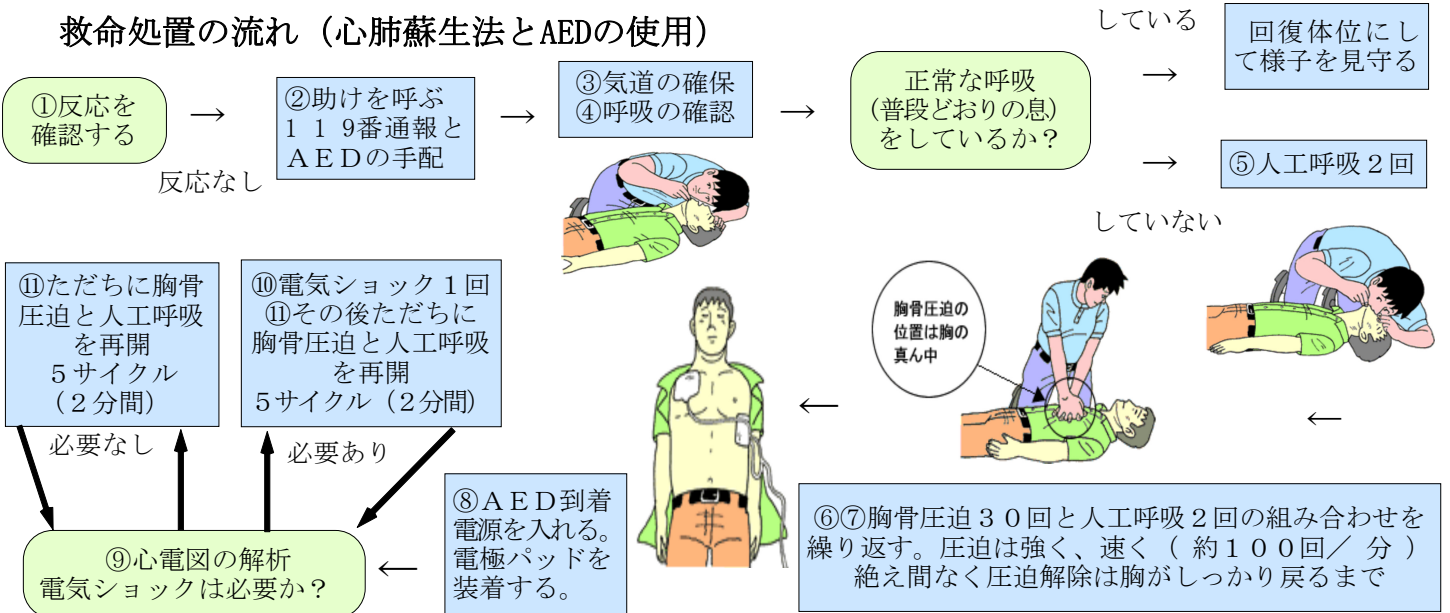 救命処置の流れ（心肺蘇生法とAEDの使用）
①反応を
確認する
→
反応なし
②助けを呼ぶ
１１９番通報と
ＡＥＤの手配
→
③気道の確保
④呼吸の確認
→
正常な呼吸
(普段どおりの息)
をしているか？
している
→
回復体位にし
て様子を見守る
→
していない
⑤人工呼吸２回
←
胸骨圧迫の
位置は胸の
真ん中
⑥⑦胸骨圧迫３０回と人工呼吸２回の組み合わせを
繰り返す。圧迫は強く、速く（ 約１００回／ 分 ）
絶え間なく圧迫解除は胸がしっかり戻るまで
←
⑧ＡＥＤ到着
電源を入れる。
電極パッドを
装着する。
←
⑨心電図の解析
電気ショックは必要か？
必要あり
⑩電気ショック１回
⑪その後ただちに
胸骨圧迫と人工呼吸
を再開
５サイクル（２分間）
必要なし
⑪ただちに胸骨
圧迫と人工呼吸
を再開
５サイクル
（２分間）